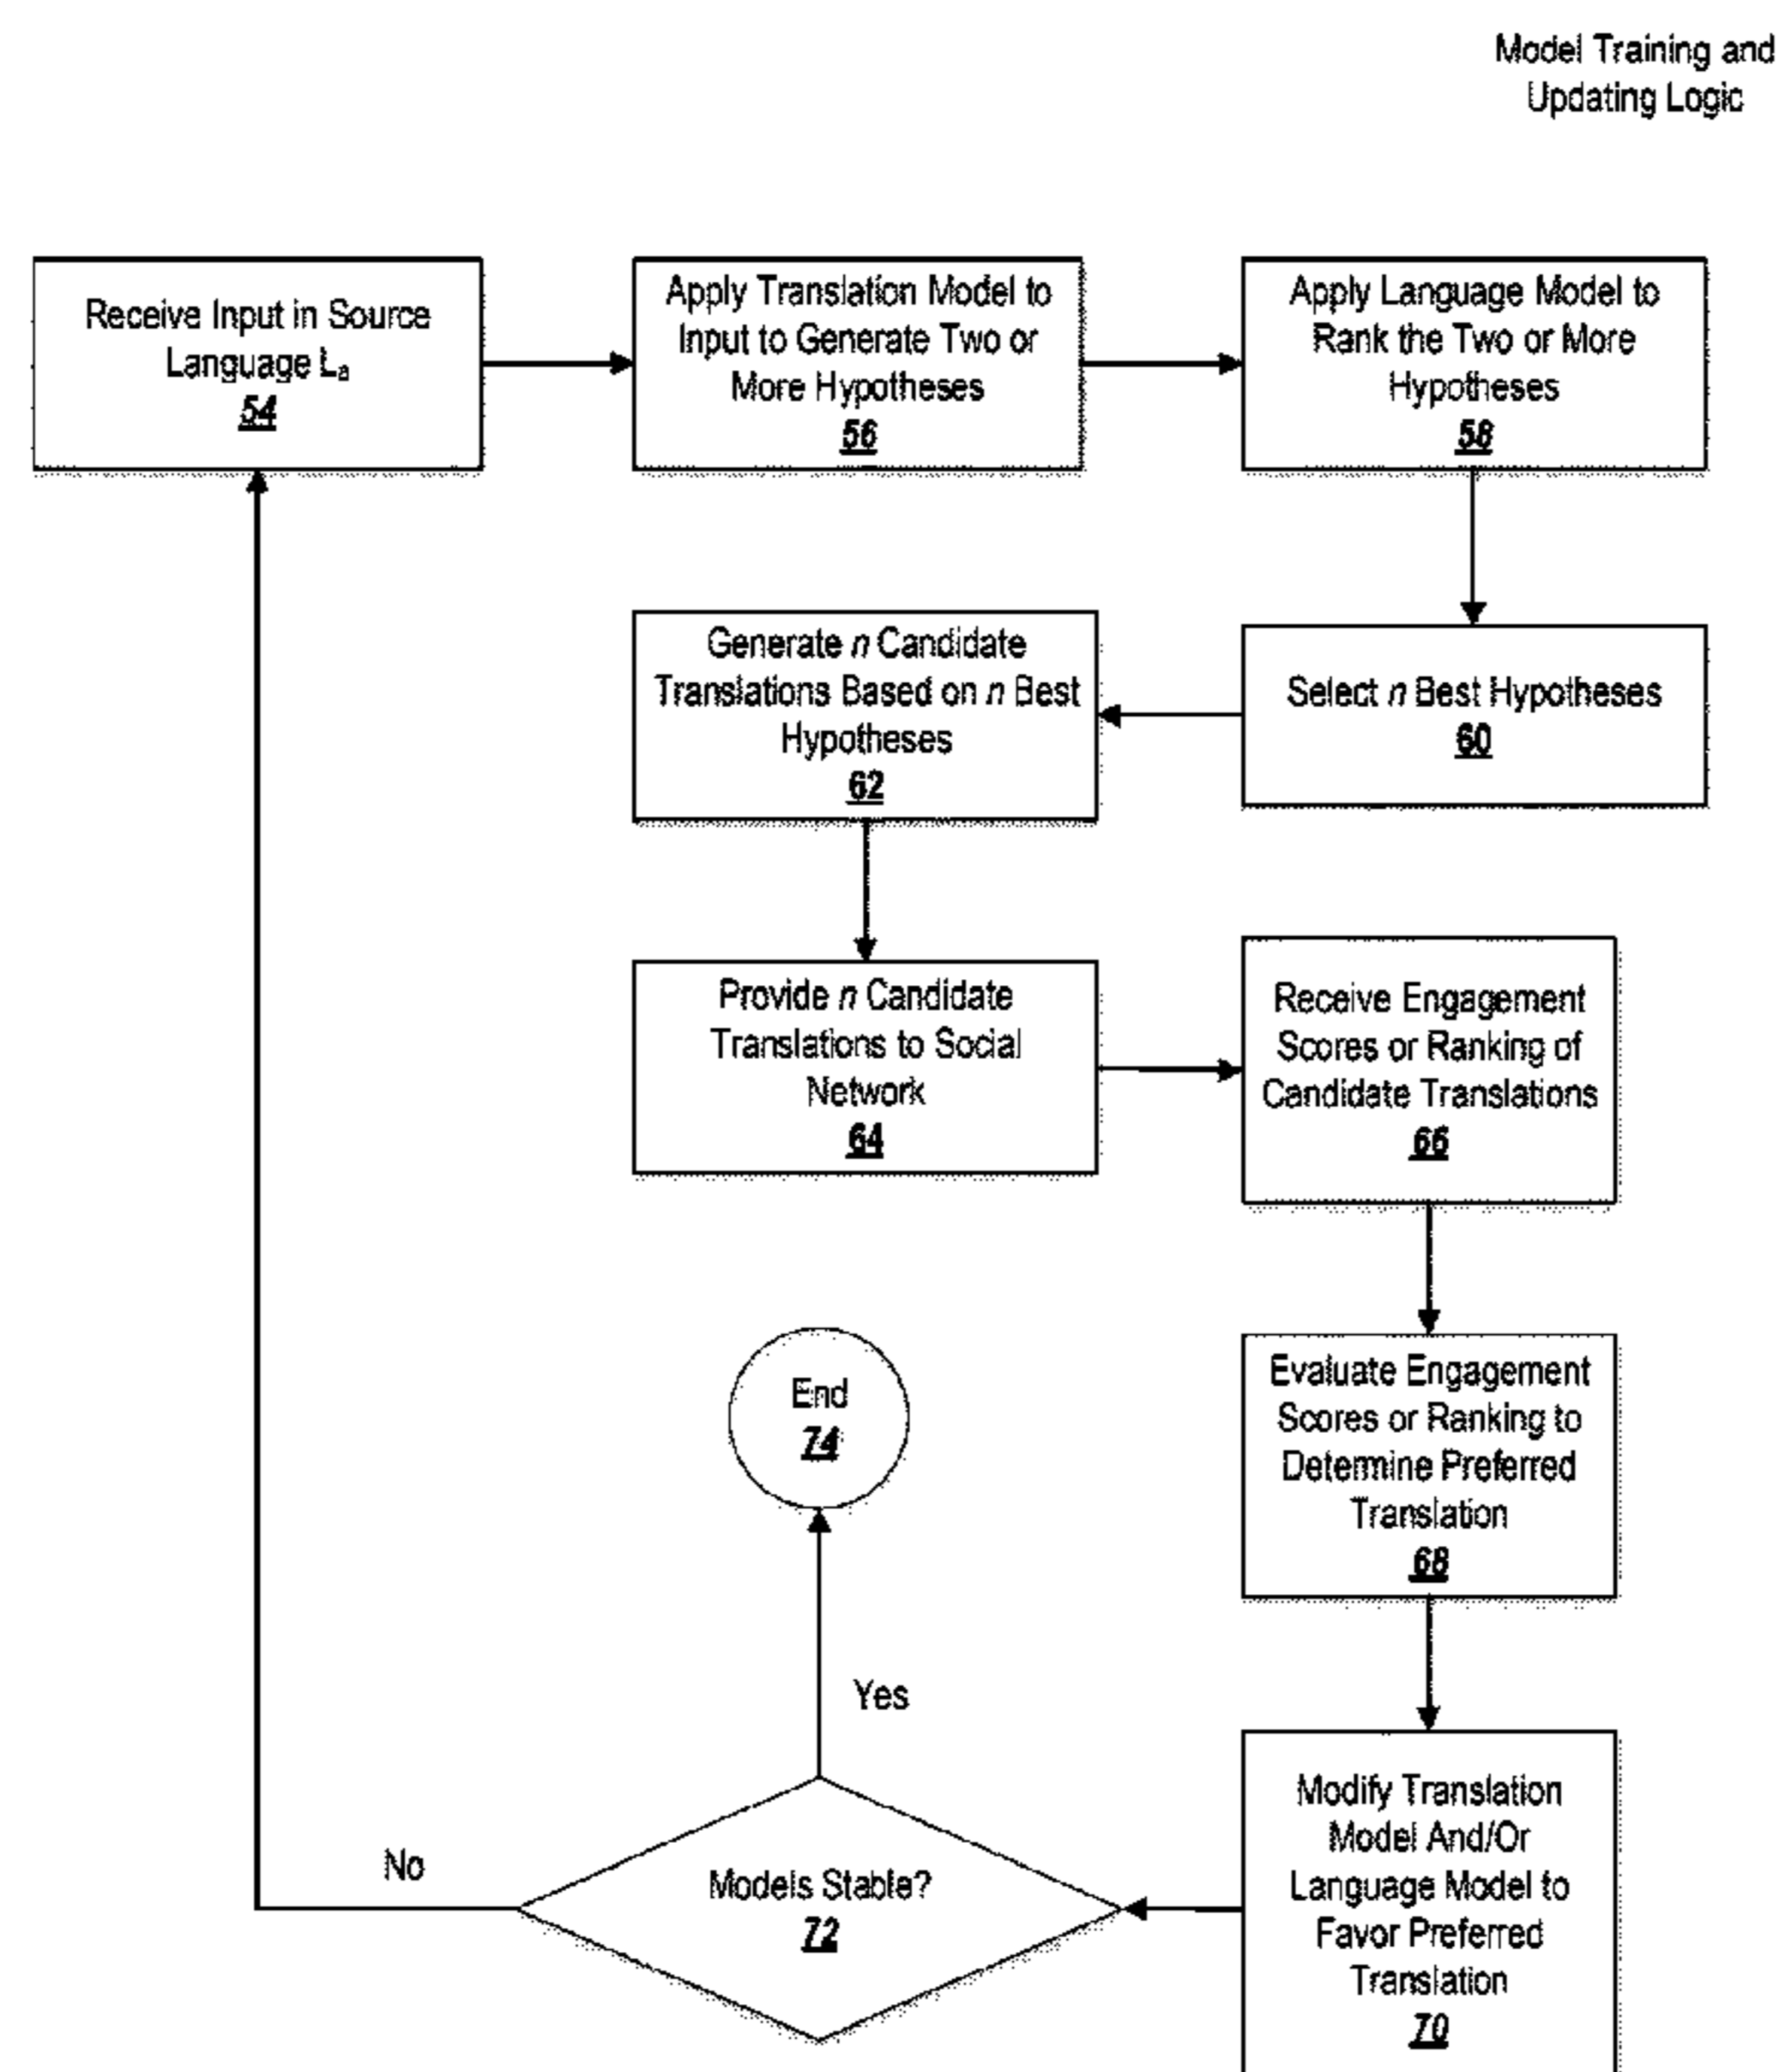 Model Training and
Updating Logic
Receive Input in Source
Language Lₐ
54
Apply Translation Model to
Input to Generate Two or
More Hypotheses
56
Apply Language Model to
Rank the Two or More
Hypotheses
58
Select n Best Hypotheses
60
Generate n Candidate
Translations Based on n Best
Hypotheses
62
Provide n Candidate
Translations to Social
Network
64
Receive Engagement
Scores or Ranking of
Candidate Translations
66
Evaluate Engagement
Scores or Ranking to
Determine Preferred
Translation
68
Modify Translation
Model And/Or
Language Model to
Favor Preferred
Translation
70
Models Stable?
72
No
Yes
End
74